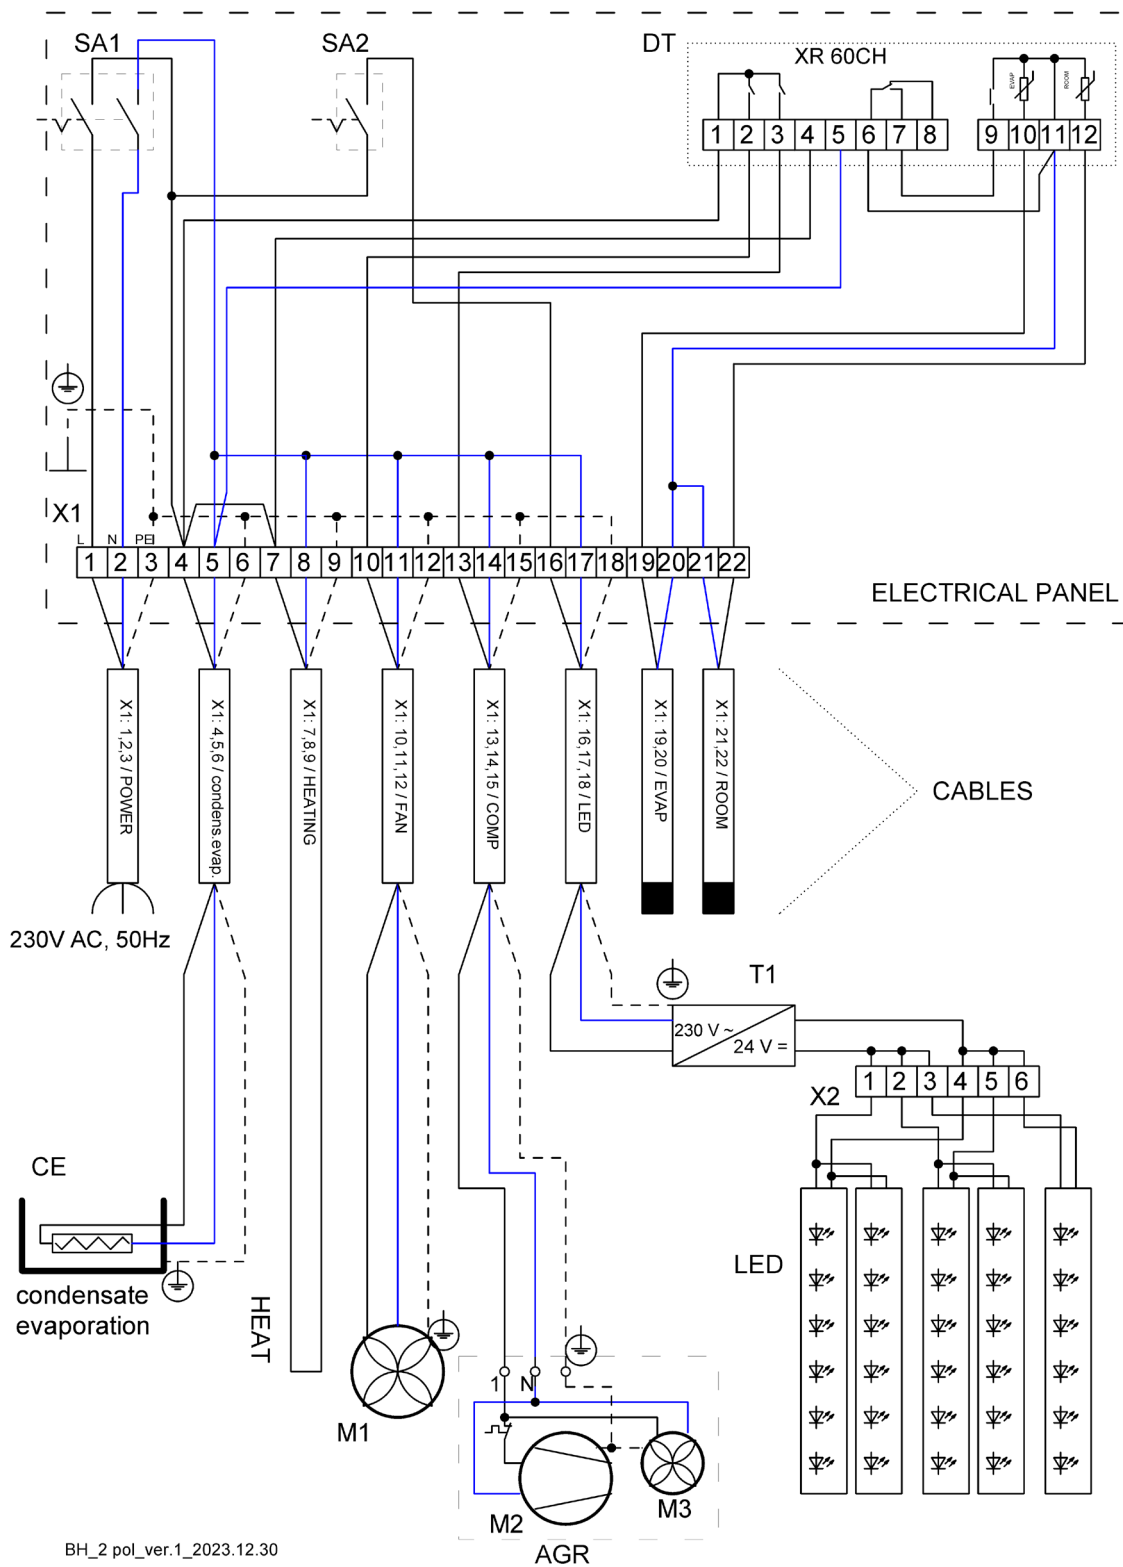 SA1
SA2
DT
XR 60CH
EVAP
ROOM
1 2 3 4 5 6 7 8
9 10 11 12
X1
L N PE
1 2 3 4 5 6 7 8 9 10 11 12 13 14 15 16 17 18 19 20 21 22
ELECTRICAL PANEL
X1: 1,2,3 / POWER
X1: 4,5,6 / condens.evap.
X1: 7,8,9 / HEATING
X1: 10,11,12 / FAN
X1: 13,14,15 / COMP
X1: 16,17,18 / LED
X1: 19,20 / EVAP
X1: 21,22 / ROOM
CABLES
230V AC, 50Hz
T1
230 V ~
24 V =
X2
1 2 3 4 5 6
CE
condensate
evaporation
HEAT
LED
M1
1 N
M2
M3
AGR
BH_2 pol_ver.1_2023.12.30